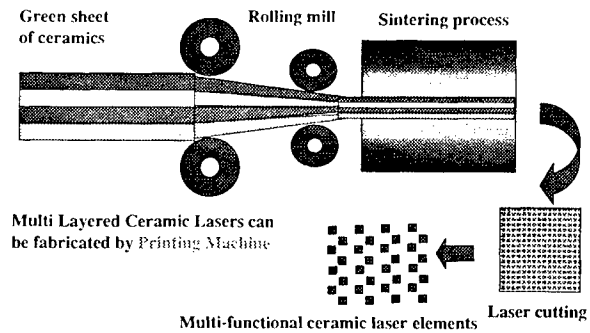 Green sheet
of ceramics
Rolling mill
Sintering process
Multi Layered Ceramic Lasers can
be fabricated by Printing Machine
Laser cutting
Multi-functional ceramic laser elements